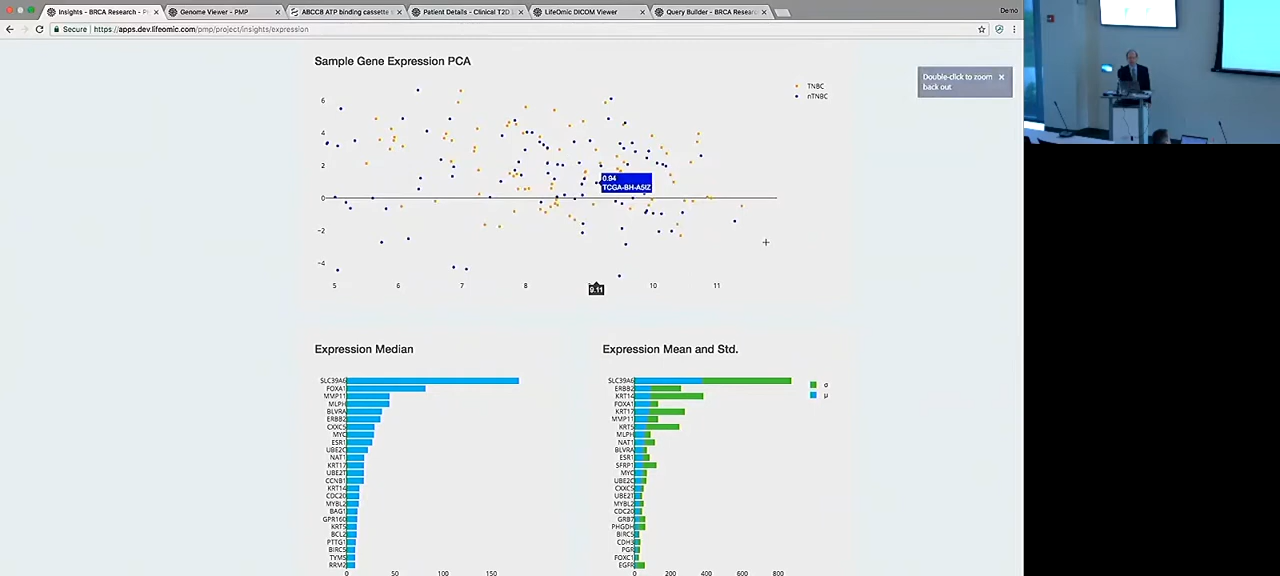 Insights - BRCA Research - P
Genome Viewer - PMP
ABCC8 ATP binding cassette s
Patient Details - Clinical T2D
LifeOmic DICOM Viewer
Query Builder - BRCA Researc
Demo
Secure
https://apps.dev.lifeomic.com/pmp/project/insights/expression
Sample Gene Expression PCA
Double-click to zoom
back out
TNBC
nTNBC
6
4
2
0
−2
−4
0.94
TCGA-BH-A5IZ
5
6
7
8
9.11
10
11
Expression Median
SLC39A6
FOXA1
MMP11
MLPH
BLVRA
ERBB2
CXXC5
MYC
ESR1
UBE2C
NAT1
KRT17
UBE2T
CCNB1
KRT14
CDC20
MYBL2
BAG1
GPR160
KRT5
BCL2
PTTG1
BIRC5
TYMS
RRM2
0
50
100
150
Expression Mean and Std.
σ
μ
SLC39A6
ERBB2
KRT14
FOXA1
KRT17
MMP11
KRT5
MLPH
NAT1
BLVRA
ESR1
SFRP1
MYC
UBE2C
CXXC5
UBE2T
MYBL2
CDC20
GRB7
PHGDH
BIRC5
CDH3
PGR
FOXC1
EGFR
0
200
400
600
800